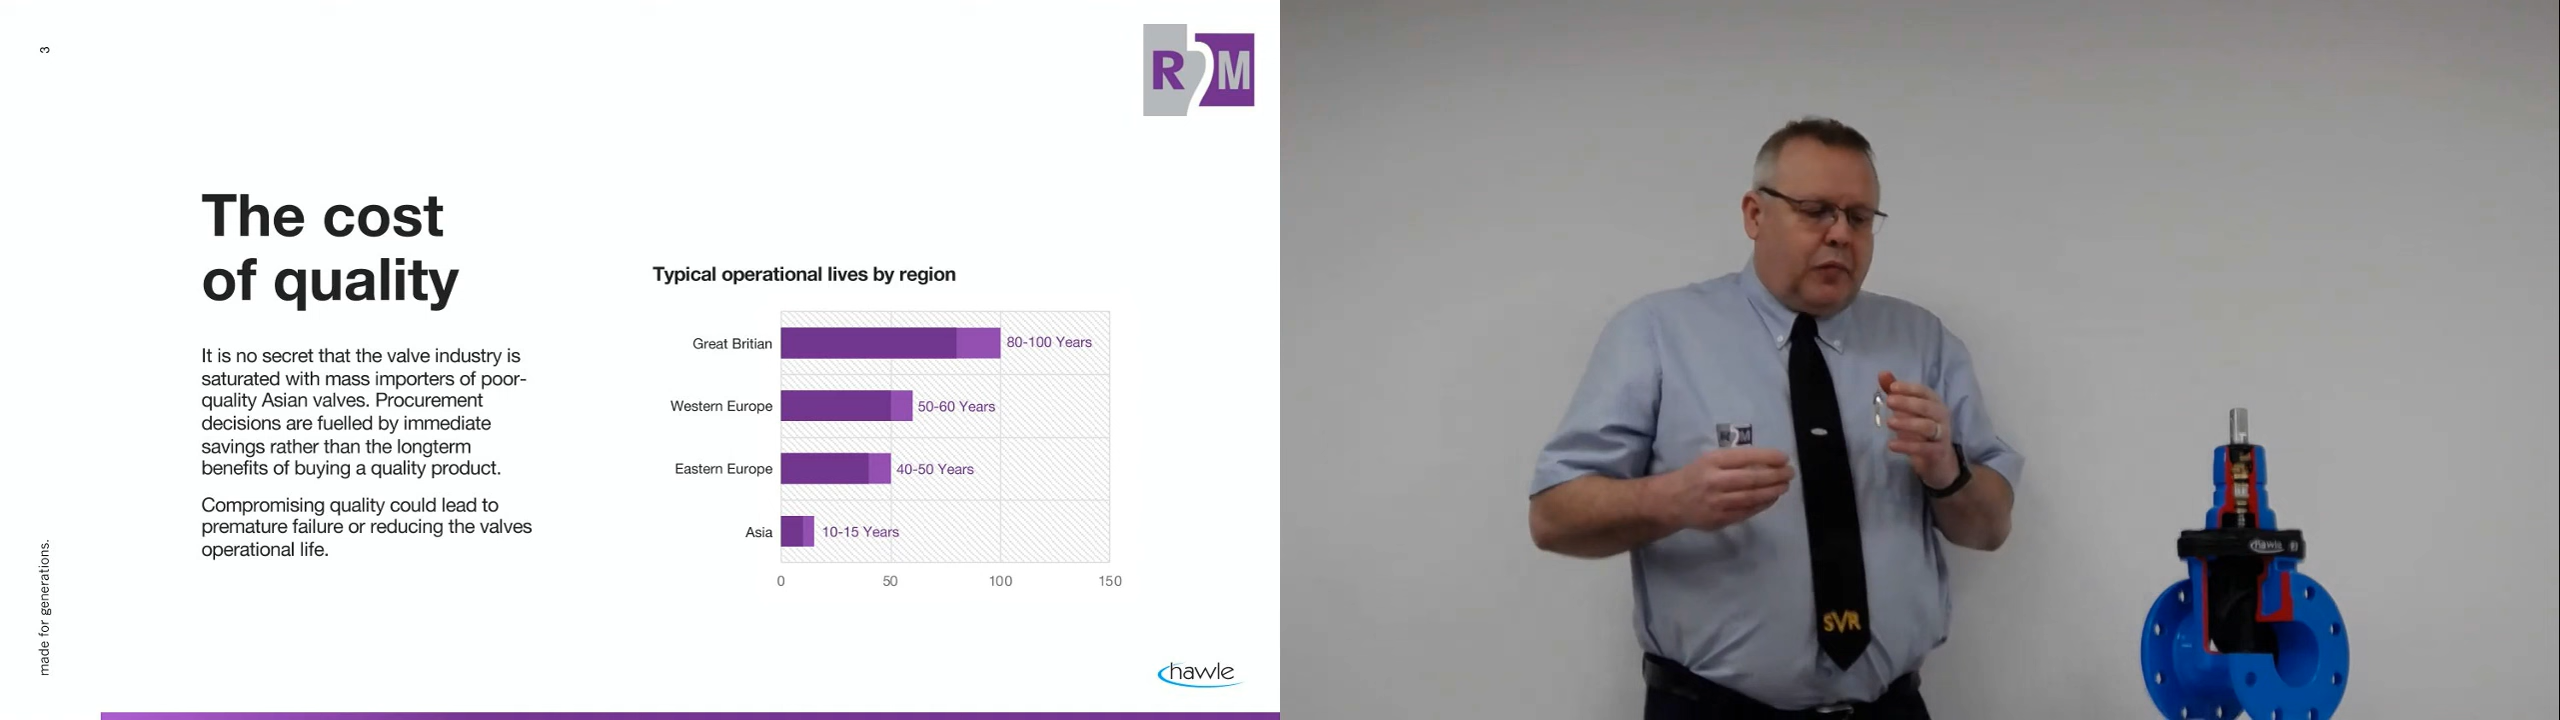 3
R M
The cost
of quality
It is no secret that the valve industry is
saturated with mass importers of poor-
quality Asian valves. Procurement
decisions are fuelled by immediate
savings rather than the longterm
benefits of buying a quality product.
Compromising quality could lead to
premature failure or reducing the valves
operational life.
Typical operational lives by region
Great Britian 80-100 Years
Western Europe 50-60 Years
Eastern Europe 40-50 Years
Asia 10-15 Years
0 50 100 150
made for generations.
hawle
R M
SVR
hawle